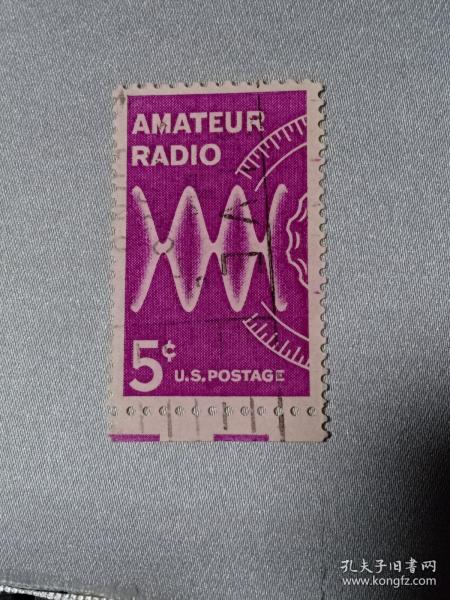 AMATEUR
RADIO
5¢
U.S. POSTAGE
孔夫子旧书网
www.kongfz.com